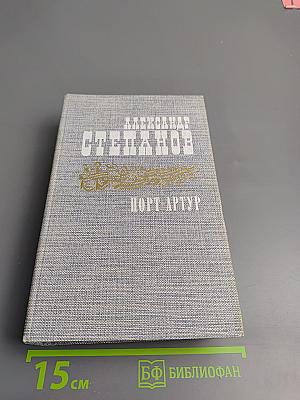 АЛЕКСАНДР
СТЕПАНОВ
ПОРТ-АРТУР
15 см
БФ БИБЛИОФАН